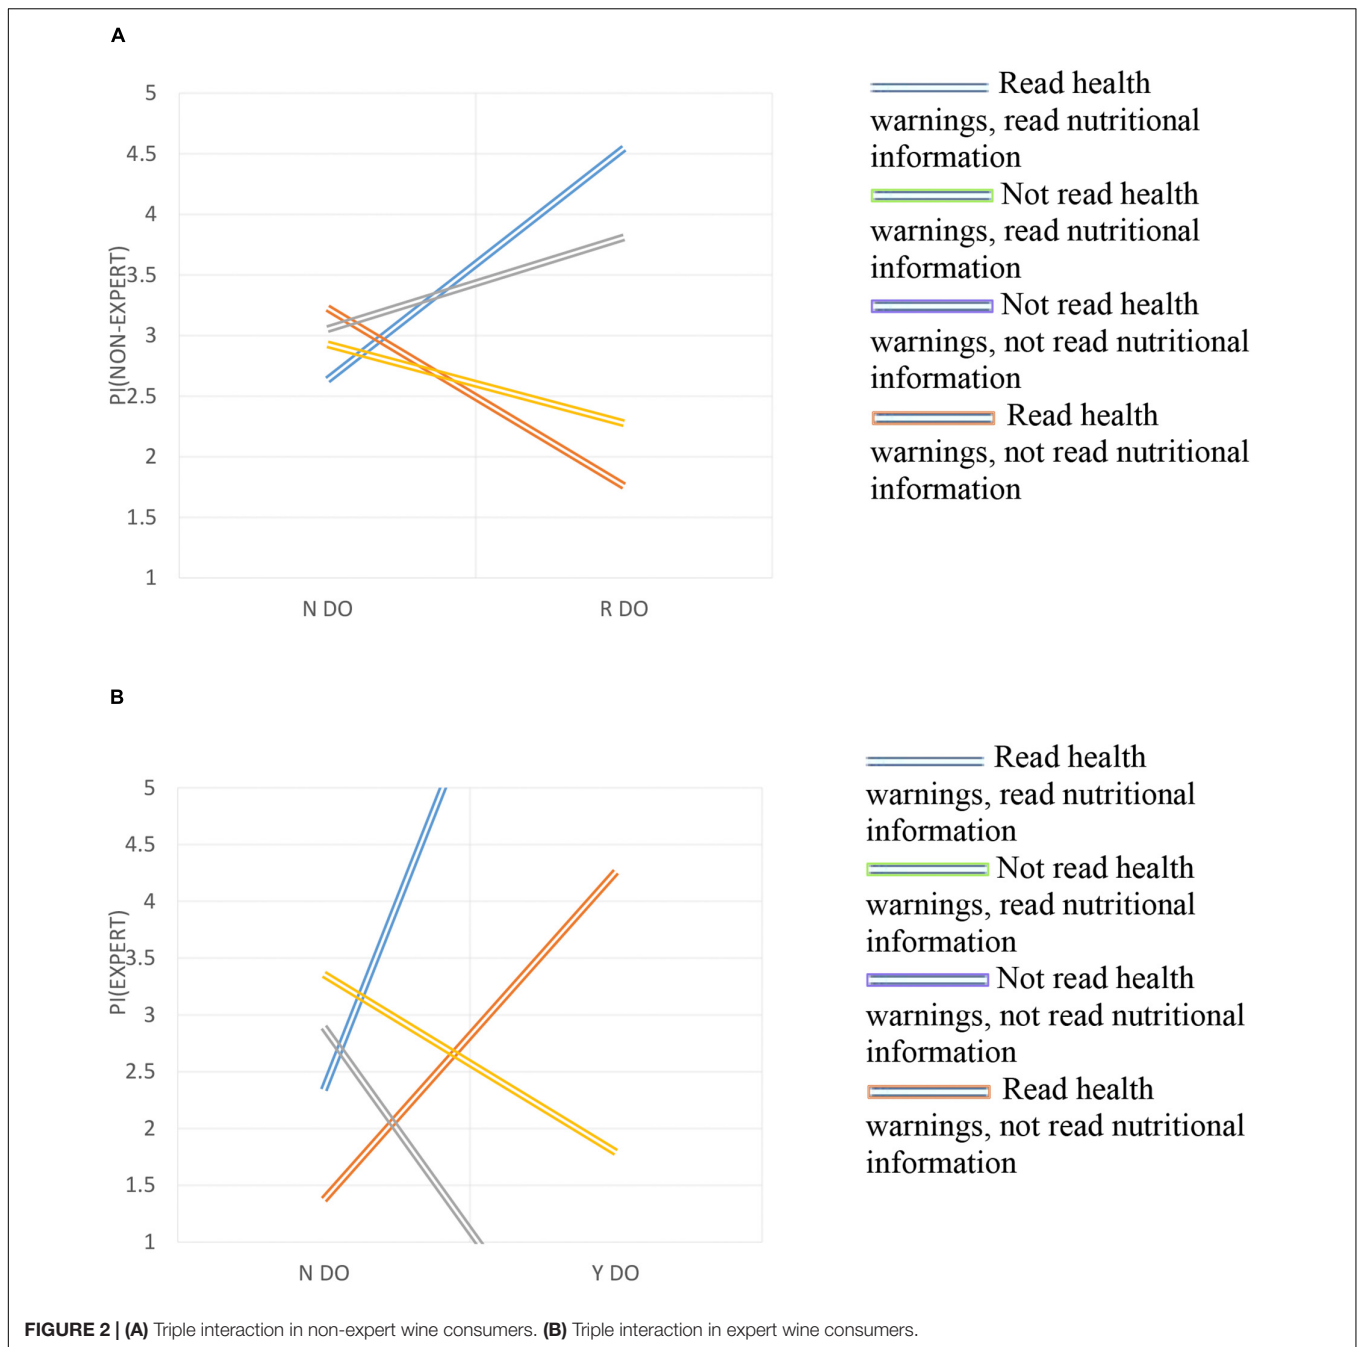 A
5
4.5
4
3.5
3
2.5
2
1.5
1
PI(NON-EXPERT)
N DO
R DO
Read health
warnings, read nutritional
information
Not read health
warnings, read nutritional
information
Not read health
warnings, not read nutritional
information
Read health
warnings, not read nutritional
information
B
5
4.5
4
3.5
3
2.5
2
1.5
1
PI(EXPERT)
N DO
Y DO
Read health
warnings, read nutritional
information
Not read health
warnings, read nutritional
information
Not read health
warnings, not read nutritional
information
Read health
warnings, not read nutritional
information
FIGURE 2 | (A) Triple interaction in non-expert wine consumers. (B) Triple interaction in expert wine consumers.